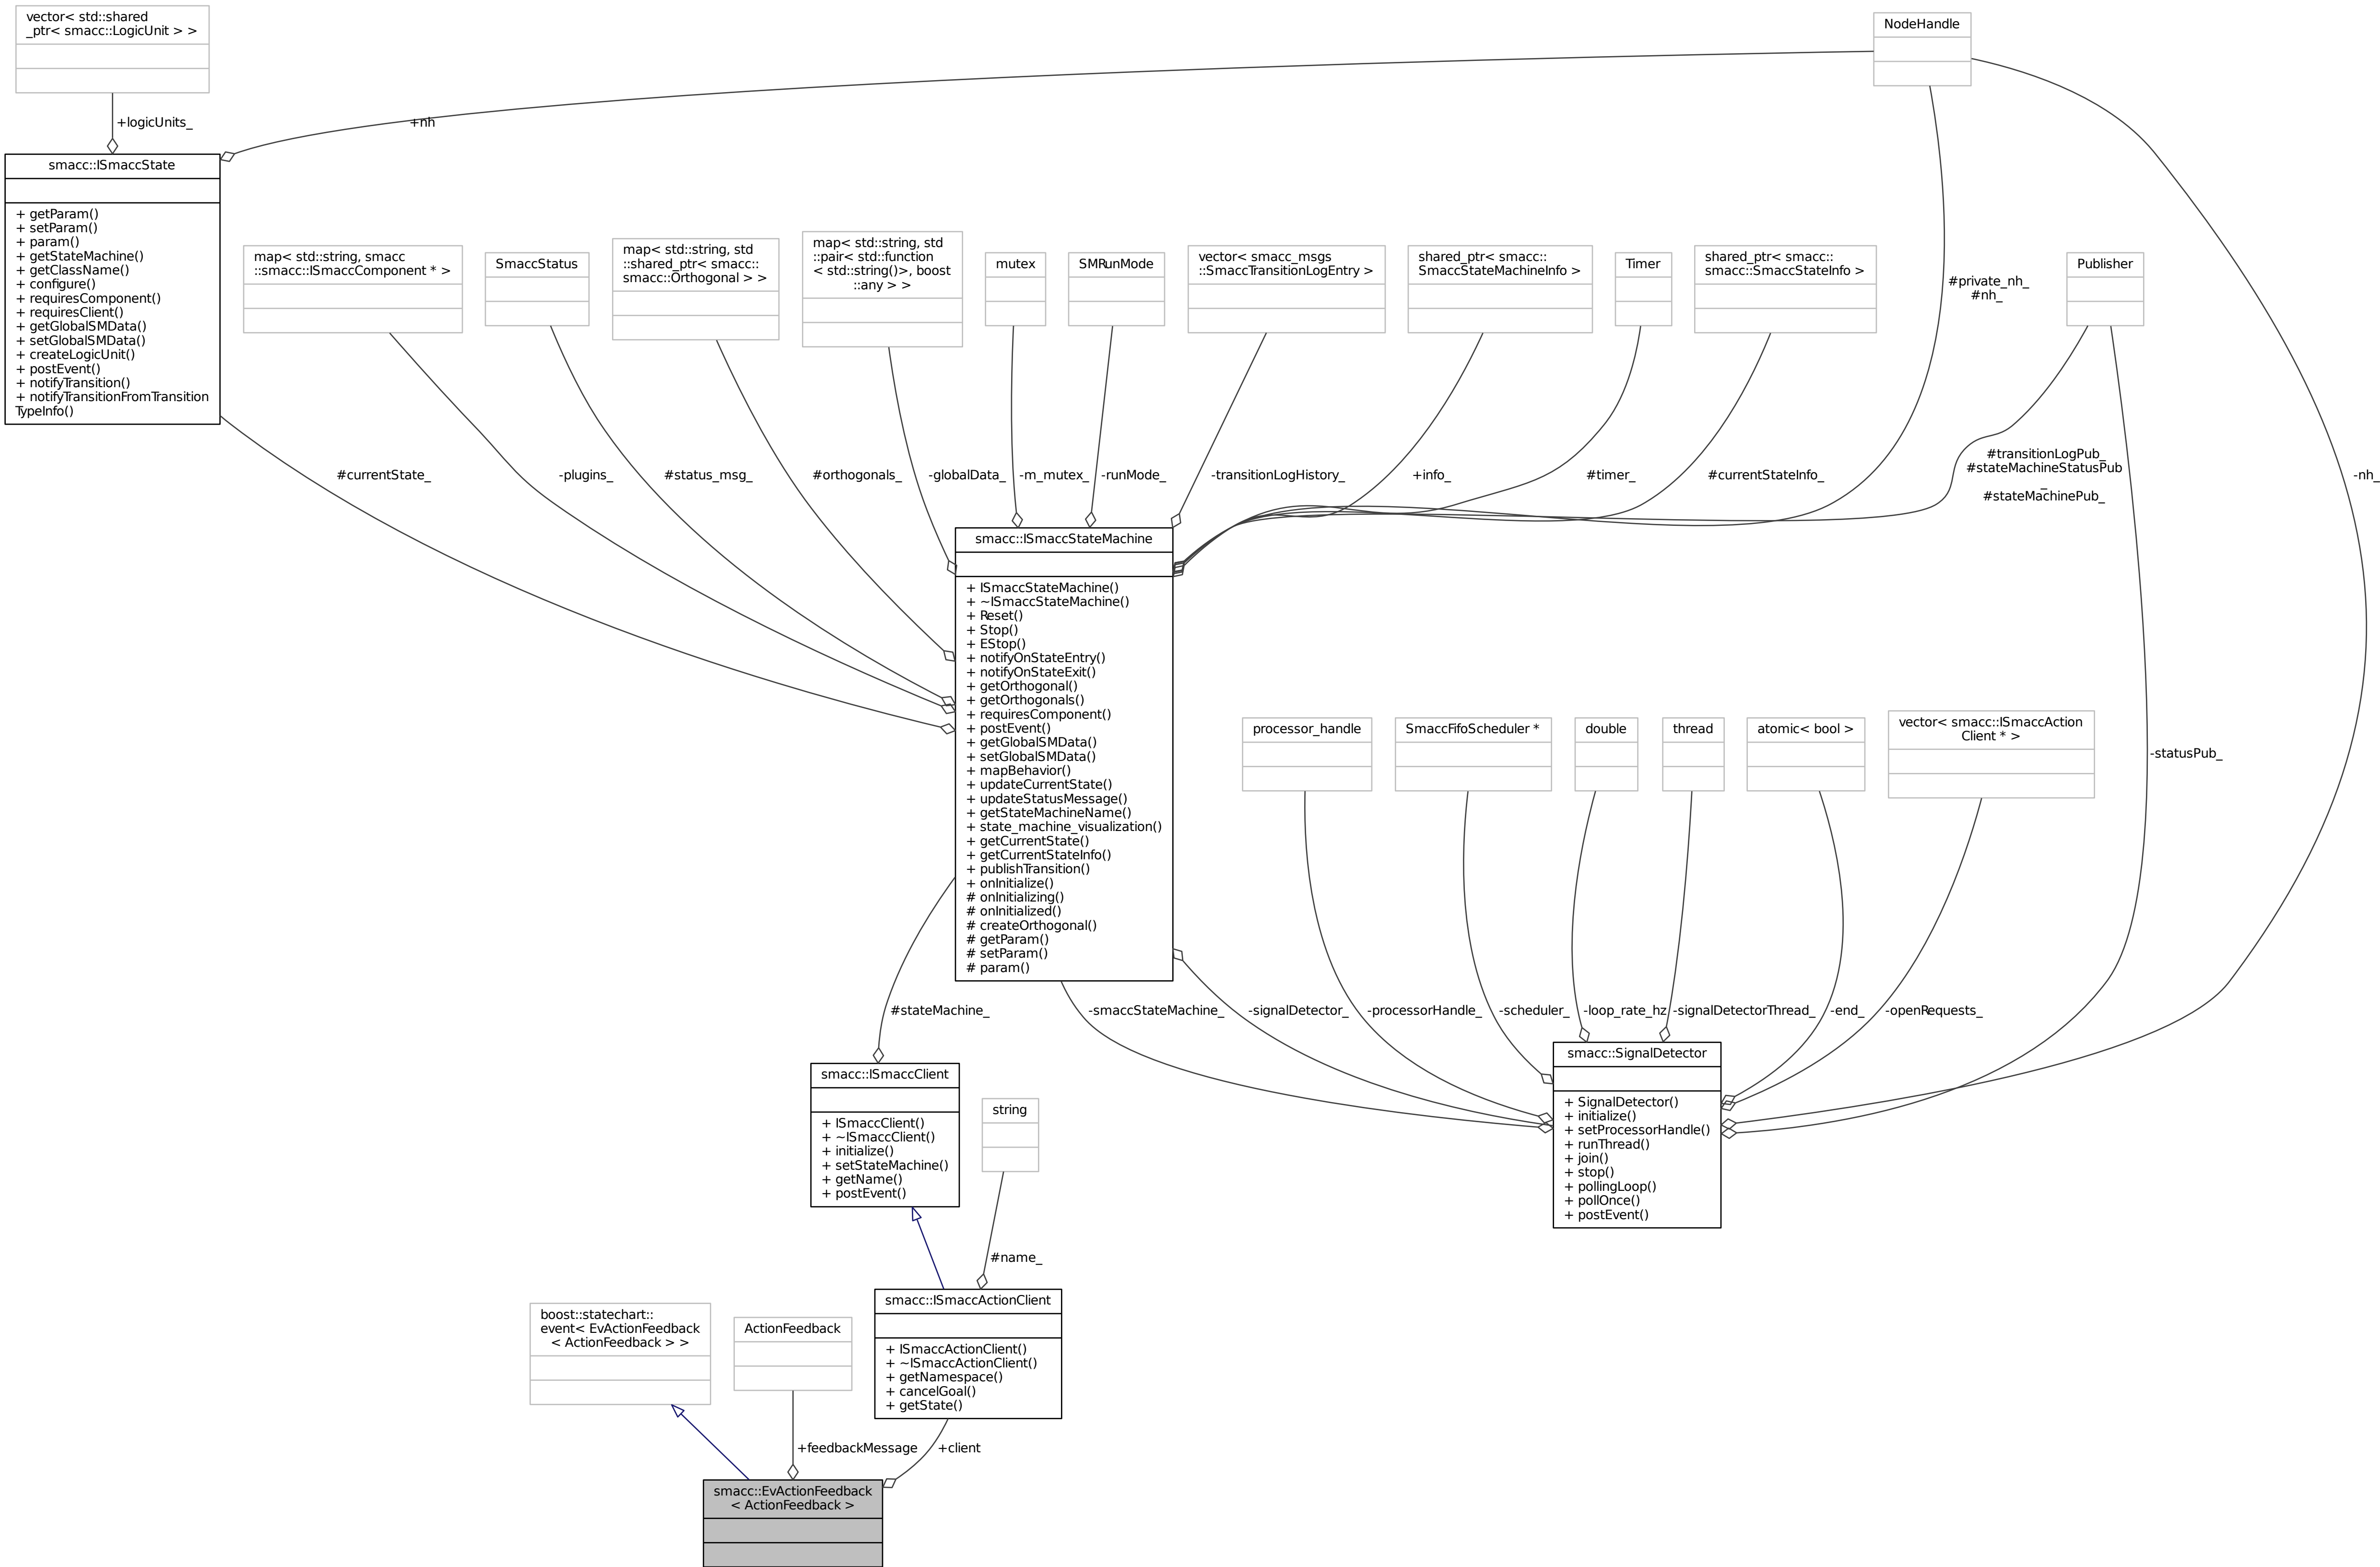 vector< std::shared
_ptr< smacc::LogicUnit > >
NodeHandle
+logicUnits_
+nh
smacc::ISmaccState
+ getParam()
+ setParam()
+ param()
+ getStateMachine()
+ getClassName()
+ configure()
+ requiresComponent()
+ requiresClient()
+ getGlobalSMData()
+ setGlobalSMData()
+ createLogicUnit()
+ postEvent()
+ notifyTransition()
+ notifyTransitionFromTransition
TypeInfo()
map< std::string, smacc
::smacc::ISmaccComponent * >
SmaccStatus
map< std::string, std
::shared_ptr< smacc::
smacc::Orthogonal > >
map< std::string, std
::pair< std::function
< std::string()>, boost
::any > >
mutex
SMRunMode
vector< smacc_msgs
::SmaccTransitionLogEntry >
shared_ptr< smacc::
SmaccStateMachineInfo >
Timer
shared_ptr< smacc::
smacc::SmaccStateInfo >
Publisher
#private_nh_
#nh_
#currentState_
-plugins_
#status_msg_
#orthogonals_
-globalData_
-m_mutex_
-runMode_
-transitionLogHistory_
+info_
#timer_
#currentStateInfo_
#transitionLogPub_
#stateMachineStatusPub
_
#stateMachinePub_
-nh_
smacc::ISmaccStateMachine
+ ISmaccStateMachine()
+ ~ISmaccStateMachine()
+ Reset()
+ Stop()
+ EStop()
+ notifyOnStateEntry()
+ notifyOnStateExit()
+ getOrthogonal()
+ getOrthogonals()
+ requiresComponent()
+ postEvent()
+ getGlobalSMData()
+ setGlobalSMData()
+ mapBehavior()
+ updateCurrentState()
+ updateStatusMessage()
+ getStateMachineName()
+ state_machine_visualization()
+ getCurrentState()
+ getCurrentStateInfo()
+ publishTransition()
+ onInitialize()
# onInitializing()
# onInitialized()
# createOrthogonal()
# getParam()
# setParam()
# param()
processor_handle
SmaccFifoScheduler *
double
thread
atomic< bool >
vector< smacc::ISmaccAction
Client * >
-statusPub_
#stateMachine_
-smaccStateMachine_
-signalDetector_
-processorHandle_
-scheduler_
-loop_rate_hz
-signalDetectorThread_
-end_
-openRequests_
smacc::SignalDetector
+ SignalDetector()
+ initialize()
+ setProcessorHandle()
+ runThread()
+ join()
+ stop()
+ pollingLoop()
+ pollOnce()
+ postEvent()
smacc::ISmaccClient
+ ISmaccClient()
+ ~ISmaccClient()
+ initialize()
+ setStateMachine()
+ getName()
+ postEvent()
string
#name_
smacc::ISmaccActionClient
+ ISmaccActionClient()
+ ~ISmaccActionClient()
+ getNamespace()
+ cancelGoal()
+ getState()
boost::statechart::
event< EvActionFeedback
< ActionFeedback > >
ActionFeedback
+feedbackMessage
+client
smacc::EvActionFeedback
< ActionFeedback >